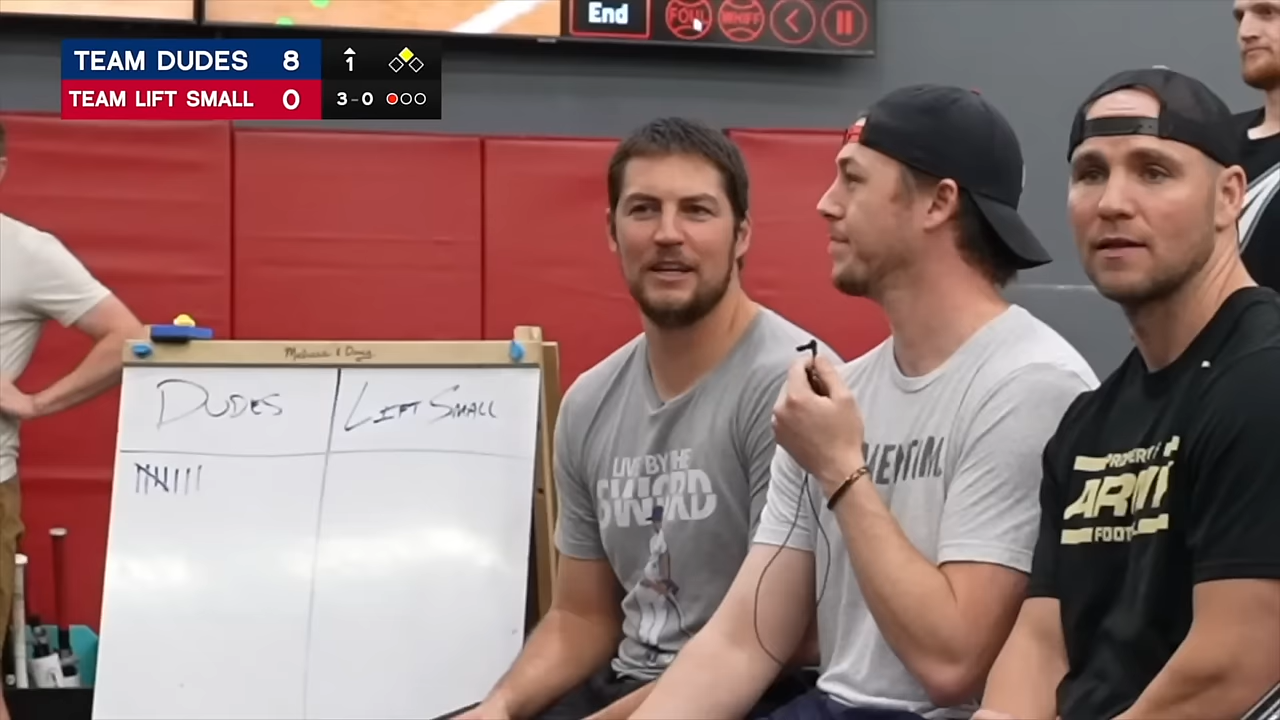 End
FOUL
WHIFF
TEAM DUDES 8
1
TEAM LIFT SMALL 0
3-0
Melissa & Doug
DUDES
LIFT SMALL
LIVE BY THE
SWORD
ARMY